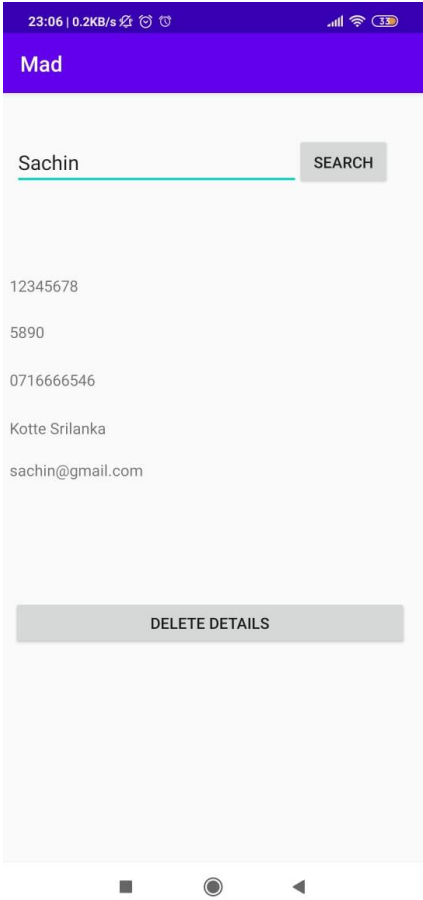 23:06 | 0.2KB/s
33
Mad
Sachin
SEARCH
12345678
5890
0716666546
Kotte Srilanka
sachin@gmail.com
DELETE DETAILS